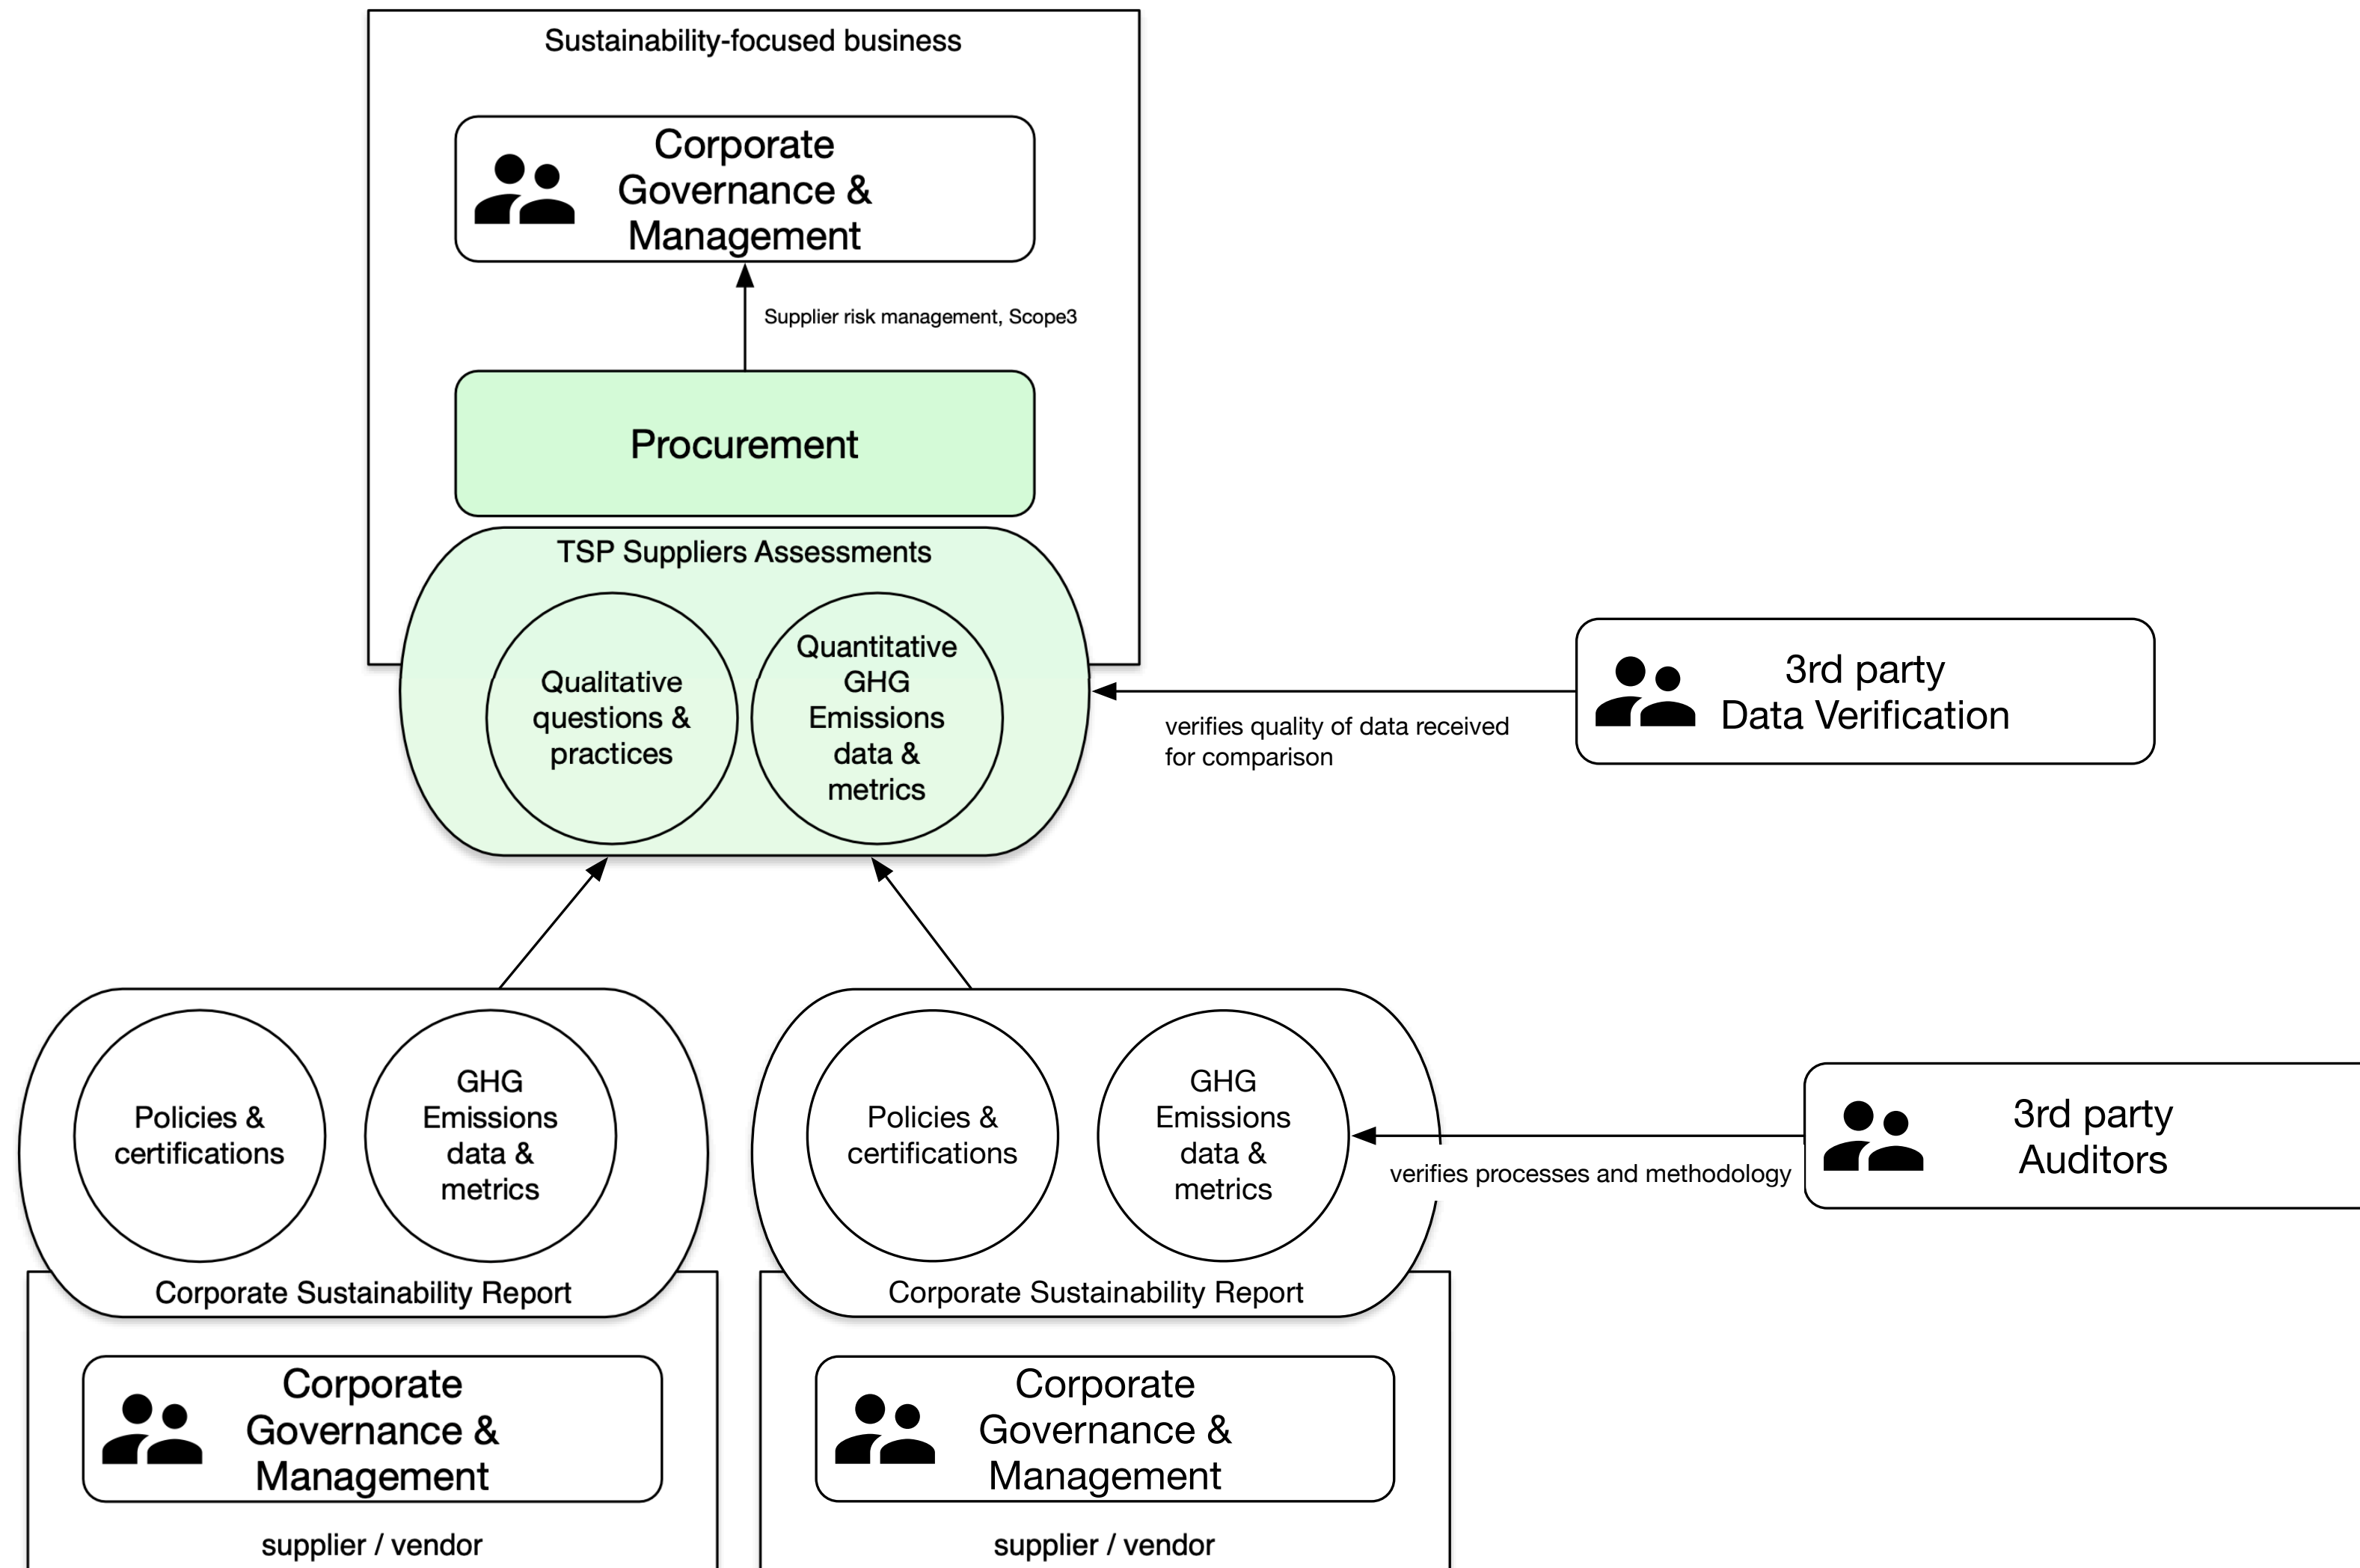 Sustainability-focused business
Corporate
Governance &
Management
Supplier risk management, Scope3
Procurement
TSP Suppliers Assessments
Qualitative
questions &
practices
Quantitative
GHG
Emissions
data &
metrics
3rd party
Data Verification
verifies quality of data received
for comparison
Policies &
certifications
GHG
Emissions
data &
metrics
Corporate Sustainability Report
Corporate
Governance &
Management
supplier / vendor
Policies &
certifications
GHG
Emissions
data &
metrics
Corporate Sustainability Report
Corporate
Governance &
Management
supplier / vendor
3rd party
Auditors
verifies processes and methodology